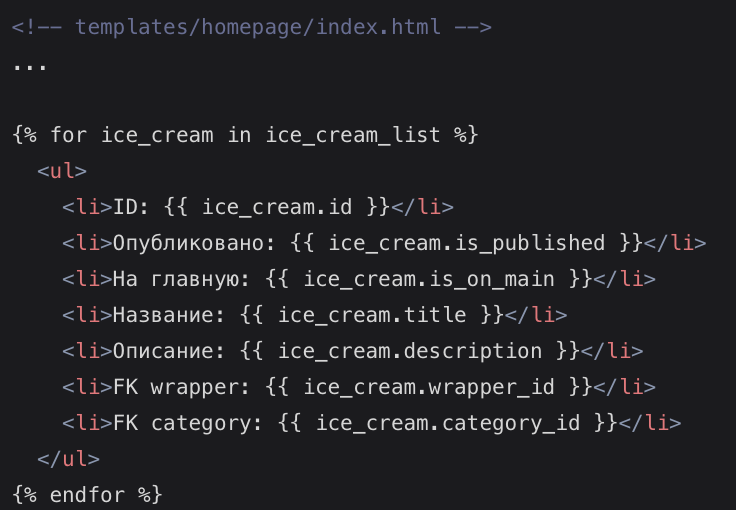 <!-- templates/homepage/index.html -->
...
{% for ice_cream in ice_cream_list %}
<ul>
<li>ID: {{ ice_cream.id }}</li>
<li>Опубликовано: {{ ice_cream.is_published }}</li>
<li>На главную: {{ ice_cream.is_on_main }}</li>
<li>Название: {{ ice_cream.title }}</li>
<li>Описание: {{ ice_cream.description }}</li>
<li>FK wrapper: {{ ice_cream.wrapper_id }}</li>
<li>FK category: {{ ice_cream.category_id }}</li>
</ul>
{% endfor %}